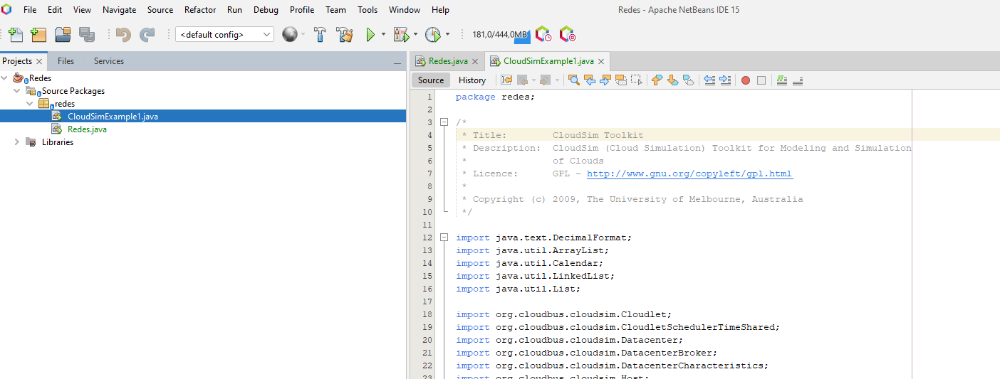 File Edit View Navigate Source Refactor Run Debug Profile Team Tools Window Help Redes - Apache NetBeans IDE 15
<default config> 181,0/444,0MB
Projects Files Services
Redes
Source Packages
redes
CloudSimExample1.java
Redes.java
Libraries
Redes.java CloudSimExample1.java
Source History
1 package redes;
2
3 /*
4 * Title: CloudSim Toolkit
5 * Description: CloudSim (Cloud Simulation) Toolkit for Modeling and Simulation
6 * of Clouds
7 * Licence: GPL - http://www.gnu.org/copyleft/gpl.html
8 *
9 * Copyright (c) 2009, The University of Melbourne, Australia
10 */
11
12 import java.text.DecimalFormat;
13 import java.util.ArrayList;
14 import java.util.Calendar;
15 import java.util.LinkedList;
16 import java.util.List;
17
18 import org.cloudbus.cloudsim.Cloudlet;
19 import org.cloudbus.cloudsim.CloudletSchedulerTimeShared;
20 import org.cloudbus.cloudsim.Datacenter;
21 import org.cloudbus.cloudsim.DatacenterBroker;
22 import org.cloudbus.cloudsim.DatacenterCharacteristics;
23 import org.cloudbus.cloudsim.Host;